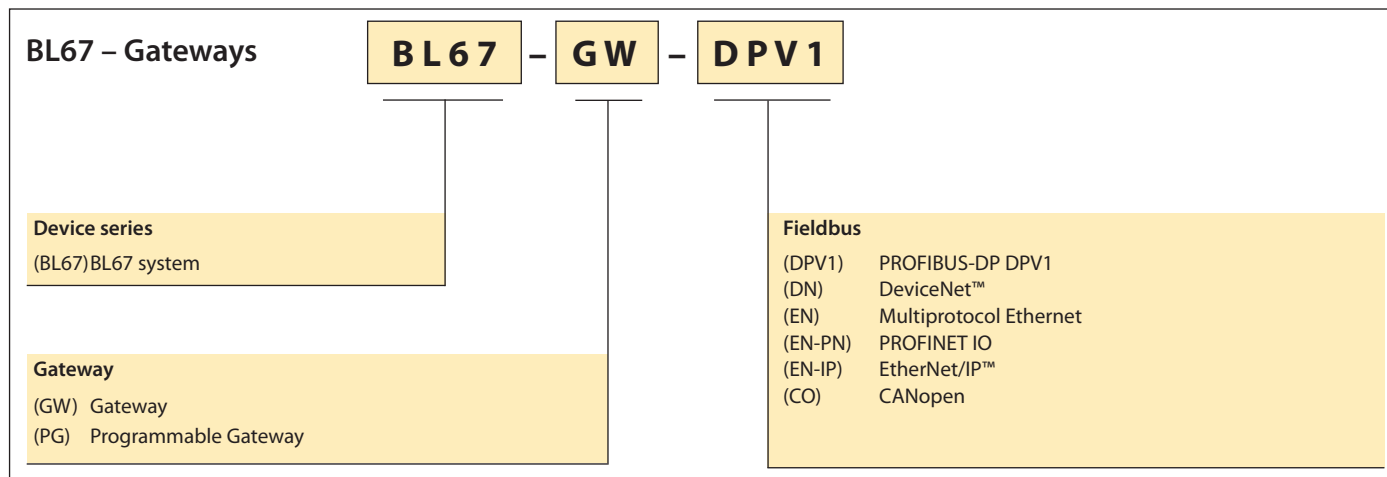 BL67 – Gateways
BL67 – GW – DPV1
Device series
(BL67) BL67 system
Gateway
(GW) Gateway
(PG) Programmable Gateway
Fieldbus
(DPV1) PROFIBUS-DP DPV1
(DN) DeviceNet™
(EN) Multiprotocol Ethernet
(EN-PN) PROFINET IO
(EN-IP) EtherNet/IP™
(CO) CANopen